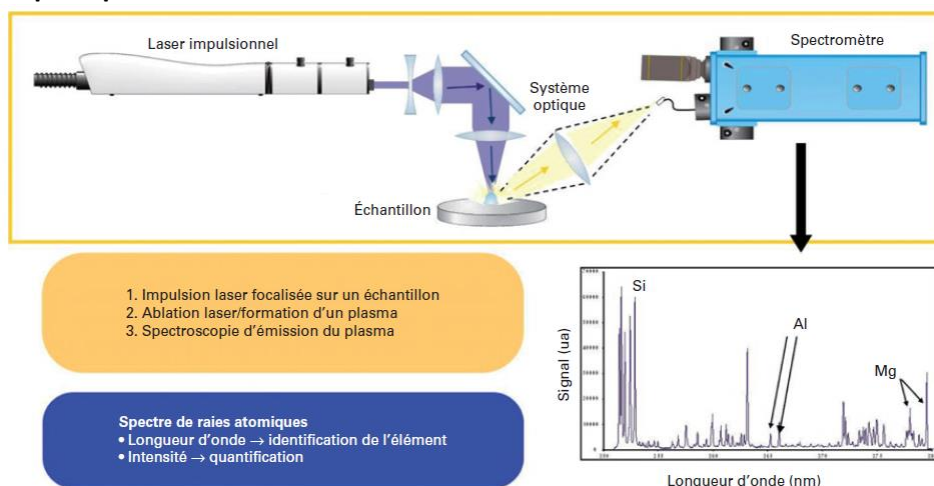 Laser impulsionnel
Spectromètre
Système
optique
Échantillon
1. Impulsion laser focalisée sur un échantillon
2. Ablation laser/formation d'un plasma
3. Spectroscopie d'émission du plasma
Spectre de raies atomiques
• Longueur d'onde → identification de l'élément
• Intensité → quantification
Signal (ua)
Si
Al
Mg
Longueur d'onde (nm)